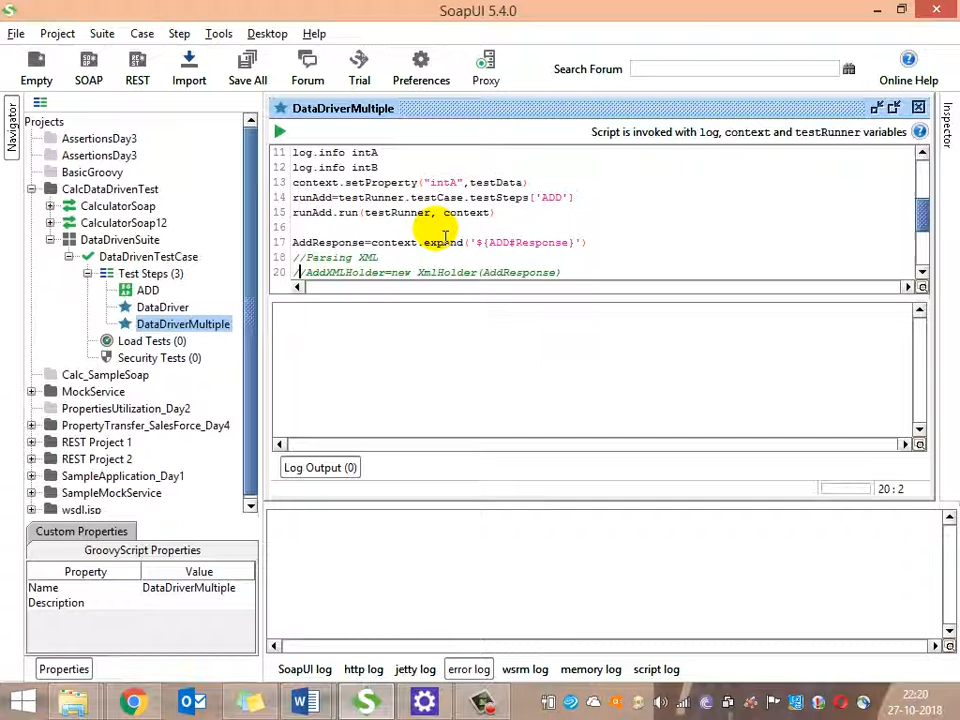 SoapUI 5.4.0
File Project Suite Case Step Tools Desktop Help
Empty SOAP REST Import Save All Forum Trial Preferences Proxy Search Forum Online Help
Navigator
Projects
AssertionsDay3
AssertionsDay3
BasicGroovy
CalcDataDrivenTest
CalculatorSoap
CalculatorSoap12
DataDrivenSuite
DataDrivenTestCase
Test Steps (3)
ADD
DataDriver
DataDriverMultiple
Load Tests (0)
Security Tests (0)
Calc_SampleSoap
MockService
PropertiesUtilization_Day2
PropertyTransfer_SalesForce_Day4
REST Project 1
REST Project 2
SampleApplication_Day1
SampleMockService
wsdl.jsp
Custom Properties
GroovyScript Properties
Property Value
Name DataDriverMultiple
Description
Properties
DataDriverMultiple
Script is invoked with log, context and testRunner variables
11 log.info intA
12 log.info intB
13 context.setProperty("intA",testData)
14 runAdd=testRunner.testCase.testSteps['ADD']
15 runAdd.run(testRunner, context)
16
17 AddResponse=context.expand('${ADD#Response}')
18 //Parsing XML
20 //AddXMLHolder=new XmlHolder(AddResponse)
Log Output (0)
20 : 2
Inspector
SoapUI log http log jetty log error log wsrm log memory log script log
22:20
27-10-2018